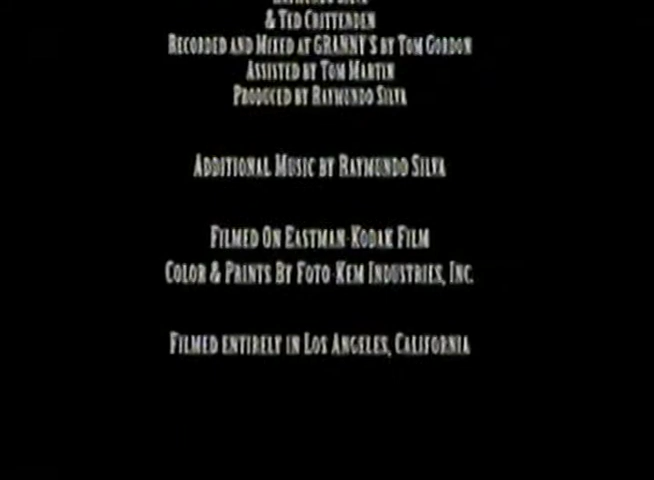 & Ted Crittenden
Recorded and Mixed at GRANNY'S by Tom Gordon
Assisted by Tom Martin
Produced by Raymundo Silva
Additional Music by Raymundo Silva
Filmed On Eastman-Kodak Film
Color & Prints By Foto-Kem Industries, Inc.
Filmed entirely in Los Angeles, California